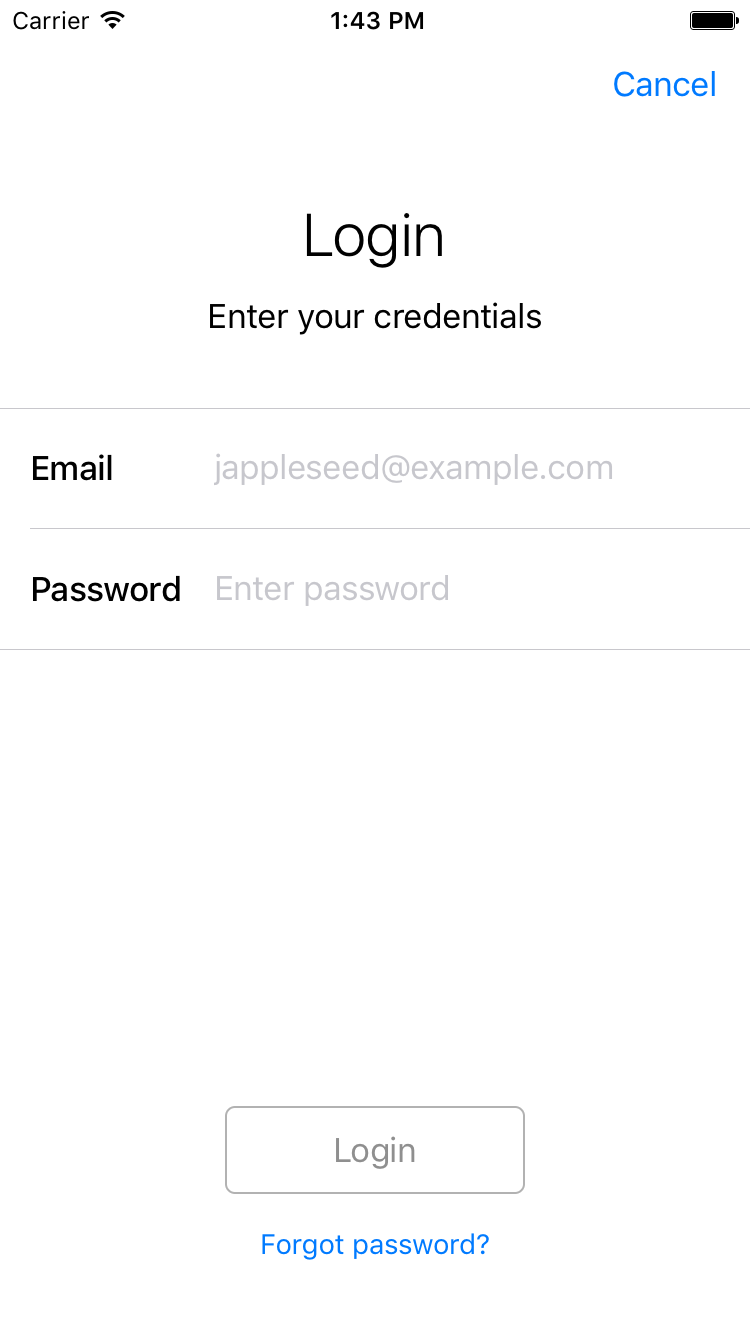 Carrier 1:43 PM
Cancel
Login
Enter your credentials
Email jappleseed@example.com
Password Enter password
Login
Forgot password?